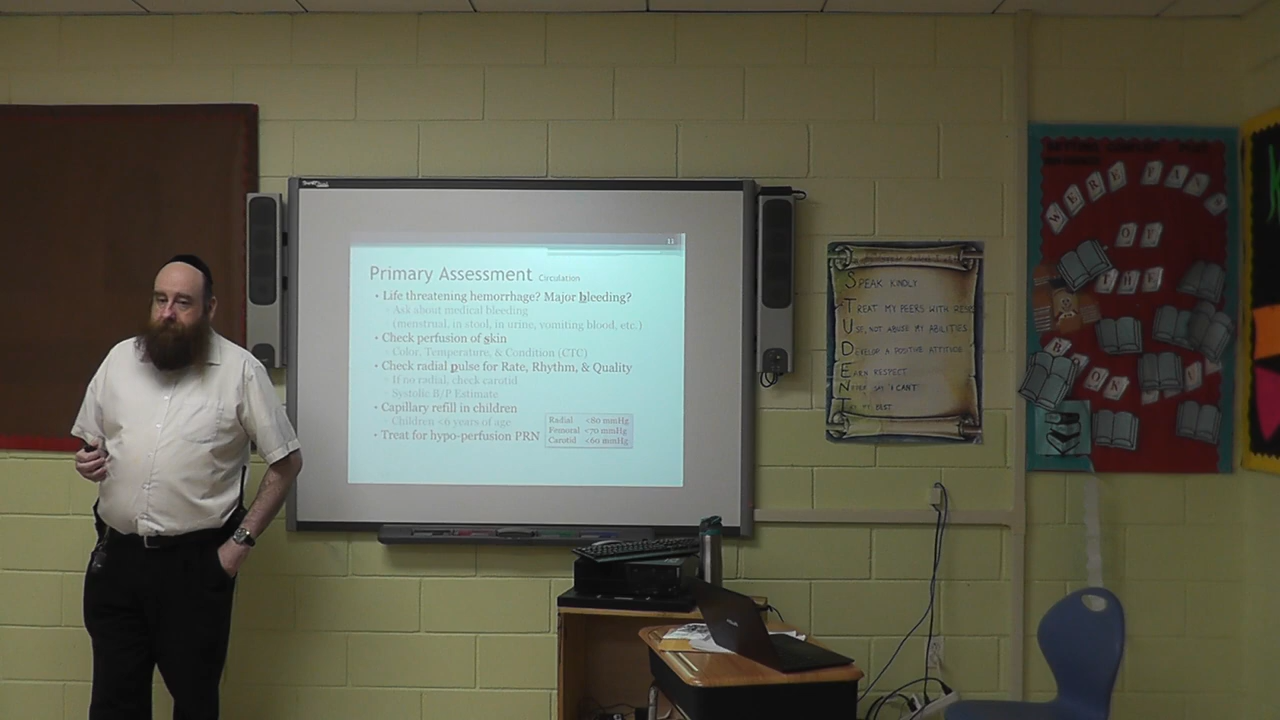 11
Primary Assessment Circulation
• Life threatening hemorrhage? Major bleeding?
Ask about medical bleeding
(menstrual, in stool, in urine, vomiting blood, etc.)
• Check perfusion of skin
Color, Temperature, & Condition (CTC)
• Check radial pulse for Rate, Rhythm, & Quality
If no radial, check carotid
Systolic B/P Estimate
• Capillary refill in children
Children <6 years of age
• Treat for hypo-perfusion PRN
Radial <80 mmHg
Femoral <70 mmHg
Carotid <60 mmHg
SPEAK KINDLY
TREAT MY PEERS WITH
USE, NOT ABUSE MY ABILITIES
DEVELOP A POSITIVE ATTITUDE
EARN RESPECT
NEVER SAY "I CAN'T"
MY BEST
WE'RE
OF
THE